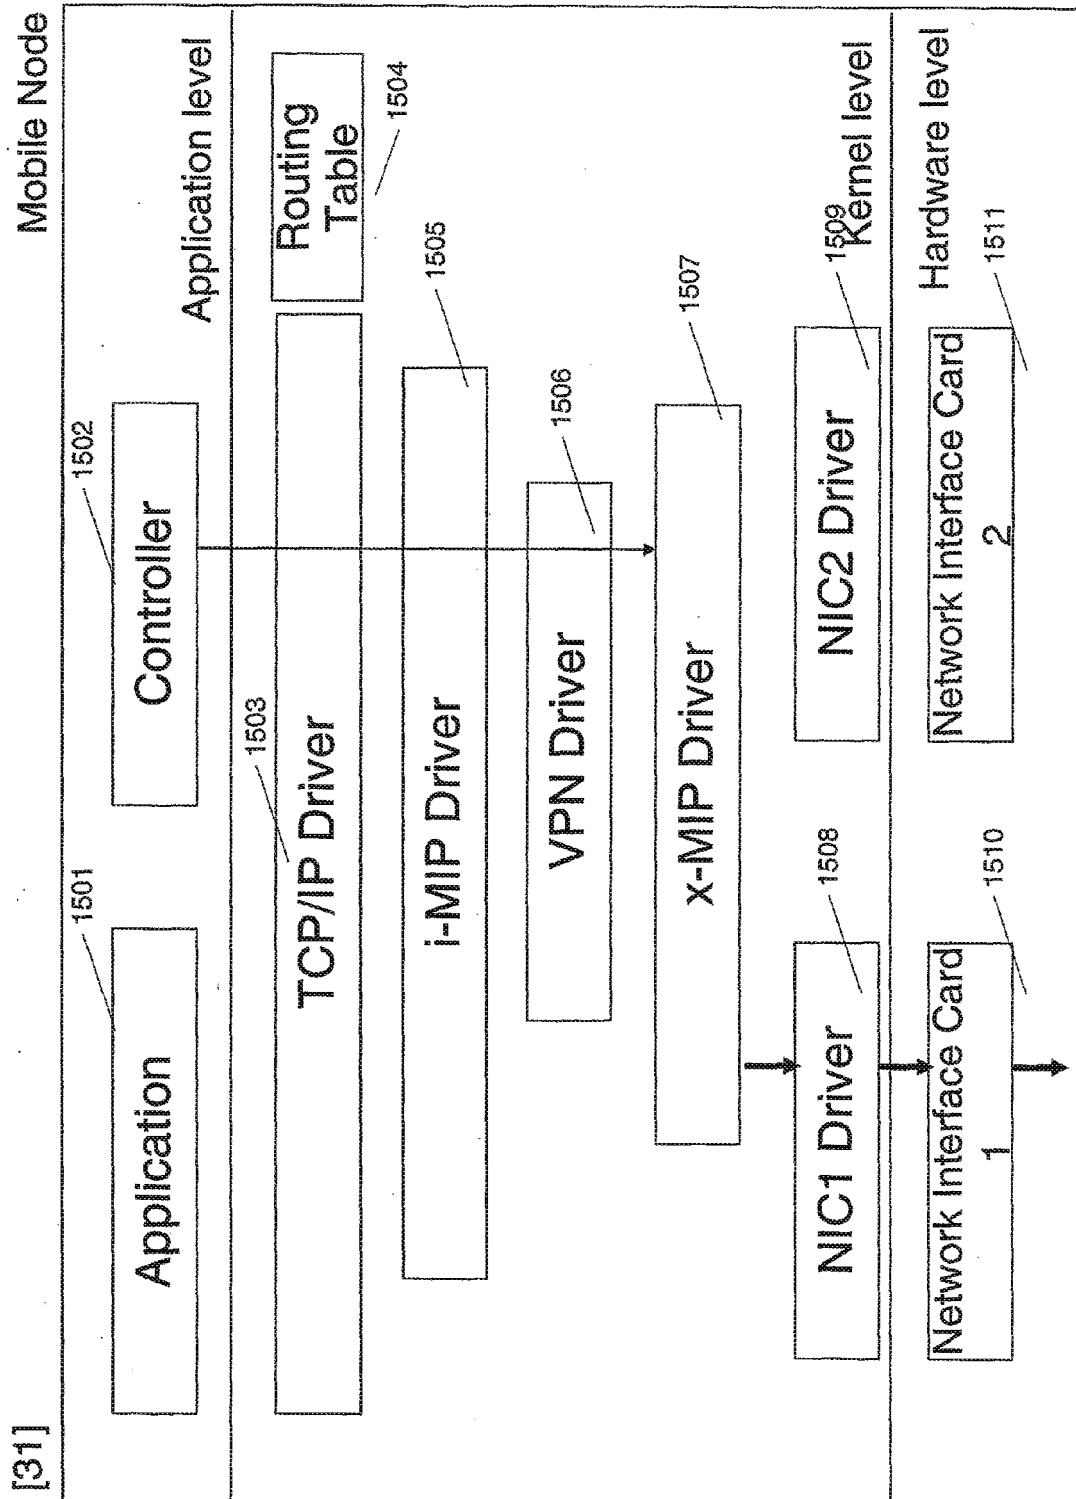 [31]
Mobile Node
Application level
1501
Application
1502
Controller
1503
TCP/IP Driver
Routing
Table
1504
i-MIP Driver
1505
VPN Driver
1506
x-MIP Driver
1507
NIC1 Driver
1508
NIC2 Driver
1509
Kernel level
Hardware level
Network Interface Card
1
1510
Network Interface Card
2
1511